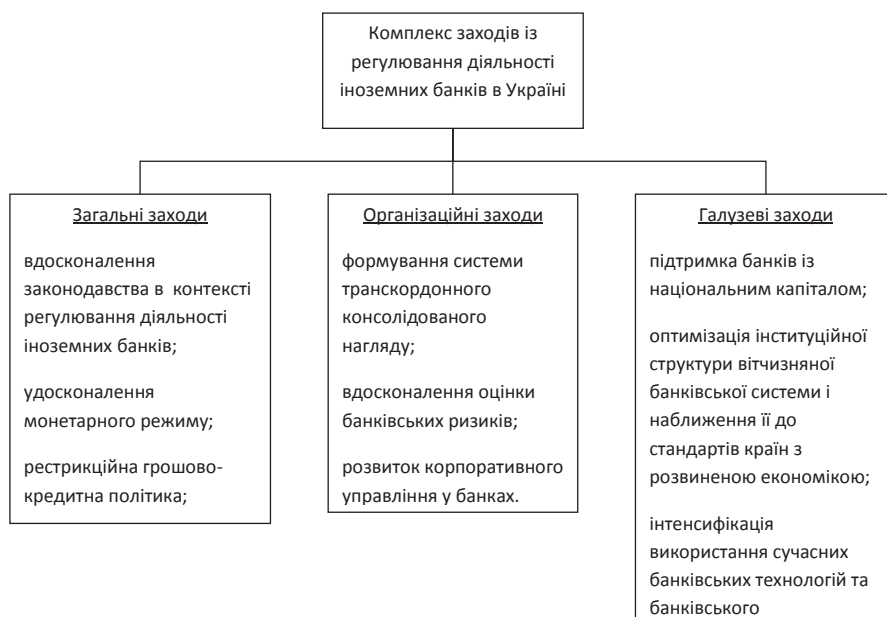 Комплекс заходів із
регулювання діяльності
іноземних банків в Україні
Загальні заходи
вдосконалення
законодавства в контексті
регулювання діяльності
іноземних банків;
удосконалення
монетарного режиму;
рестрикційна грошово-
кредитна політика;
Організаційні заходи
формування системи
транскордонного
консолідованого
нагляду;
вдосконалення оцінки
банківських ризиків;
розвиток корпоративного
управління у банках.
Галузеві заходи
підтримка банків із
національним капіталом;
оптимізація інституційної
структури вітчизняної
банківської системи і
наближення її до
стандартів країн з
розвиненою економікою;
інтенсифікація
використання сучасних
банківських технологій та
банківського